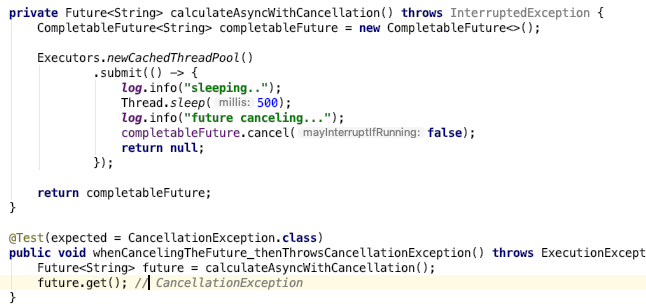 private Future<String> calculateAsyncWithCancellation() throws InterruptedException {
CompletableFuture<String> completableFuture = new CompletableFuture<>();
Executors.newCachedThreadPool()
.submit(() -> {
log.info("sleeping..");
Thread.sleep( millis: 500);
log.info("future canceling...");
completableFuture.cancel( mayInterruptIfRunning: false);
return null;
});
return completableFuture;
}
@Test(expected = CancellationException.class)
public void whenCancelingTheFuture_thenThrowsCancellationException() throws ExecutionExcept
Future<String> future = calculateAsyncWithCancellation();
future.get(); // CancellationException
}